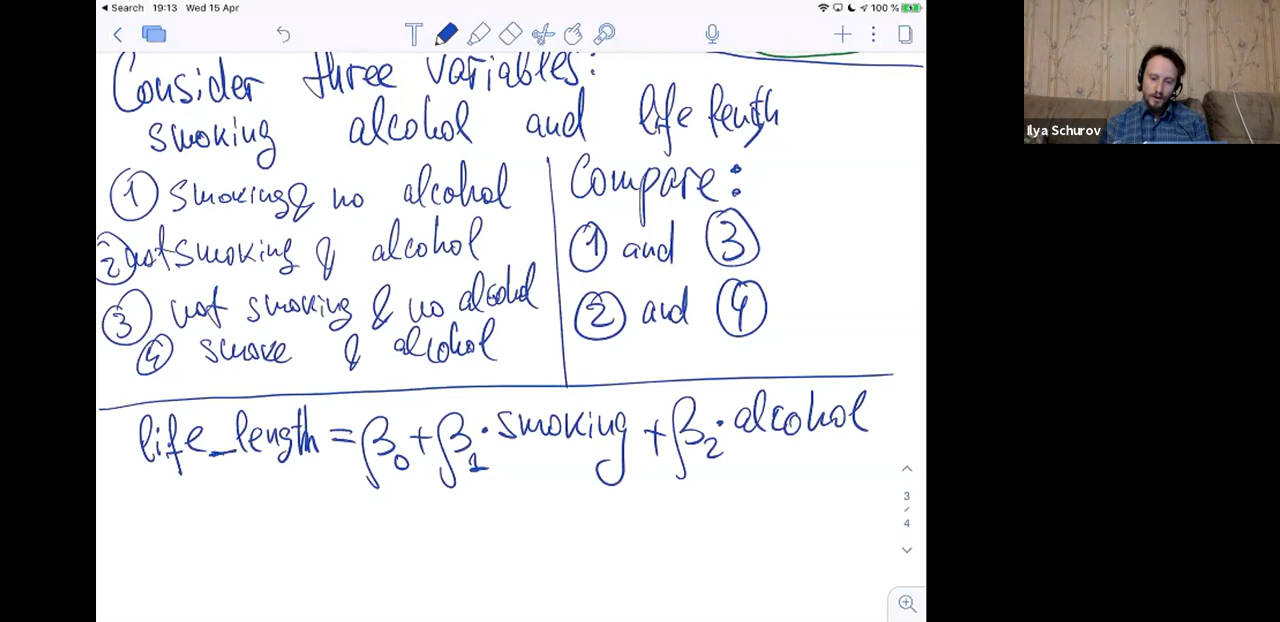 Search 19:13 Wed 15 Apr 100 %
T
Consider three variables:
smoking alcohol and life length
① smoking & no alcohol
② not smoking & alcohol
③ not smoking & no alcohol
④ smoke & alcohol
Compare:
① and ③
② and ④
life_length = β₀ + β₁ · smoking + β₂ · alcohol
3
/
4
Ilya Schurov